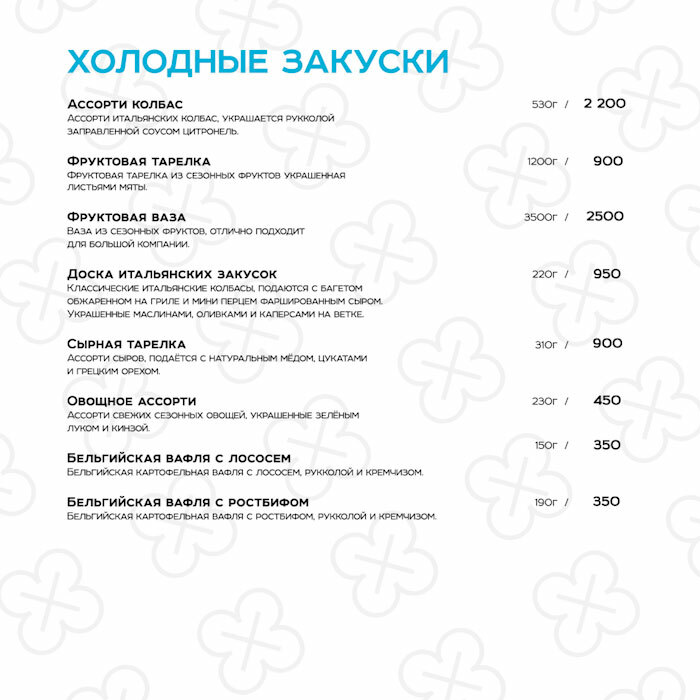 ХОЛОДНЫЕ ЗАКУСКИ
Ассорти колбас 530г / 2 200
Ассорти итальянских колбас, украшается рукколой
заправленной соусом цитронель.
Фруктовая тарелка 1200г / 900
Фруктовая тарелка из сезонных фруктов украшенная
листьями мяты.
Фруктовая ваза 3500г / 2500
Ваза из сезонных фруктов, отлично подходит
для большой компании.
Доска итальянских закусок 220г / 950
Классические итальянские колбасы, подаются с багетом
обжаренном на гриле и мини перцем фаршированным сыром.
Украшенные маслинами, оливками и каперсами на ветке.
Сырная тарелка 310г / 900
Ассорти сыров, подаётся с натуральным мёдом, цукатами
и грецким орехом.
Овощное ассорти 230г / 450
Ассорти свежих сезонных овощей, украшенные зелёным
луком и кинзой.
Бельгийская вафля с лососем 150г / 350
Бельгийская картофельная вафля с лососем, рукколой и кремчизом.
Бельгийская вафля с ростбифом 190г / 350
Бельгийская картофельная вафля с ростбифом, рукколой и кремчизом.